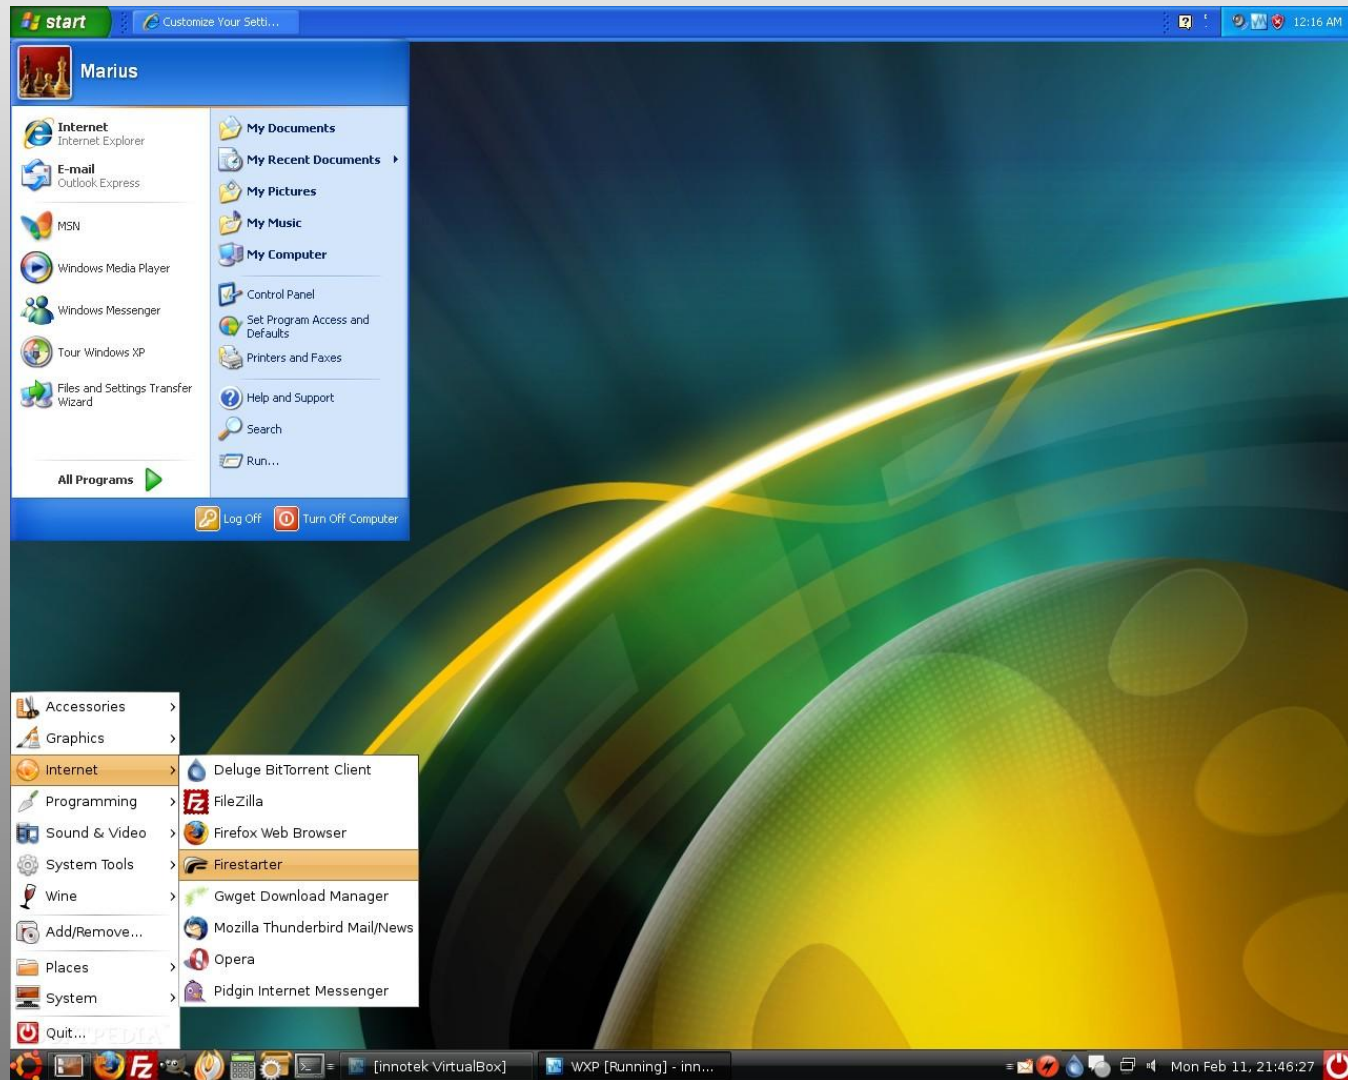 start
Customize Your Setti...
12:16 AM
Marius
Internet
Internet Explorer
E-mail
Outlook Express
MSN
Windows Media Player
Windows Messenger
Tour Windows XP
Files and Settings Transfer
Wizard
All Programs
My Documents
My Recent Documents
My Pictures
My Music
My Computer
Control Panel
Set Program Access and
Defaults
Printers and Faxes
Help and Support
Search
Run...
Log Off
Turn Off Computer
Accessories
Graphics
Internet
Programming
Sound & Video
System Tools
Wine
Add/Remove...
Places
System
Quit...
Deluge BitTorrent Client
FileZilla
Firefox Web Browser
Firestarter
Gwget Download Manager
Mozilla Thunderbird Mail/News
Opera
Pidgin Internet Messenger
[innotek VirtualBox]
WXP [Running] - inn...
Mon Feb 11, 21:46:27